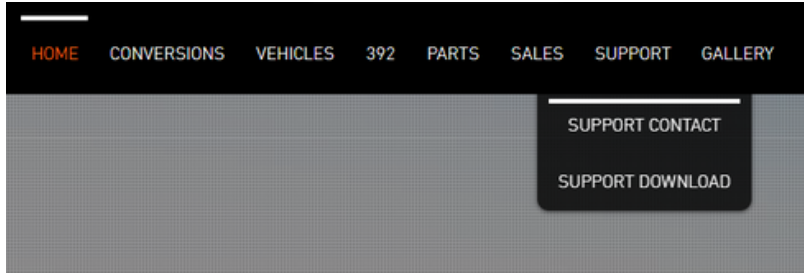 HOME CONVERSIONS VEHICLES 392 PARTS SALES SUPPORT GALLERY
SUPPORT CONTACT
SUPPORT DOWNLOAD